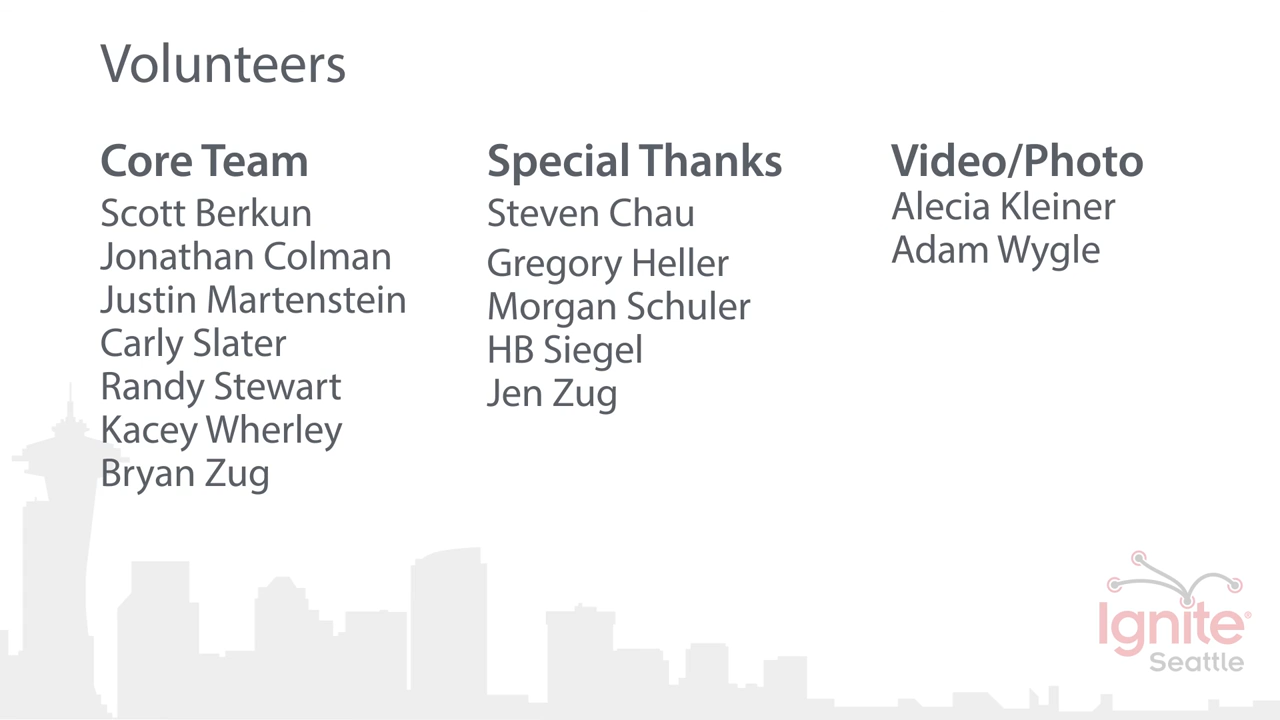 Volunteers
Core Team
Scott Berkun
Jonathan Colman
Justin Martenstein
Carly Slater
Randy Stewart
Kacey Wherley
Bryan Zug
Special Thanks
Steven Chau
Gregory Heller
Morgan Schuler
HB Siegel
Jen Zug
Video/Photo
Alecia Kleiner
Adam Wygle
Ignite®
Seattle